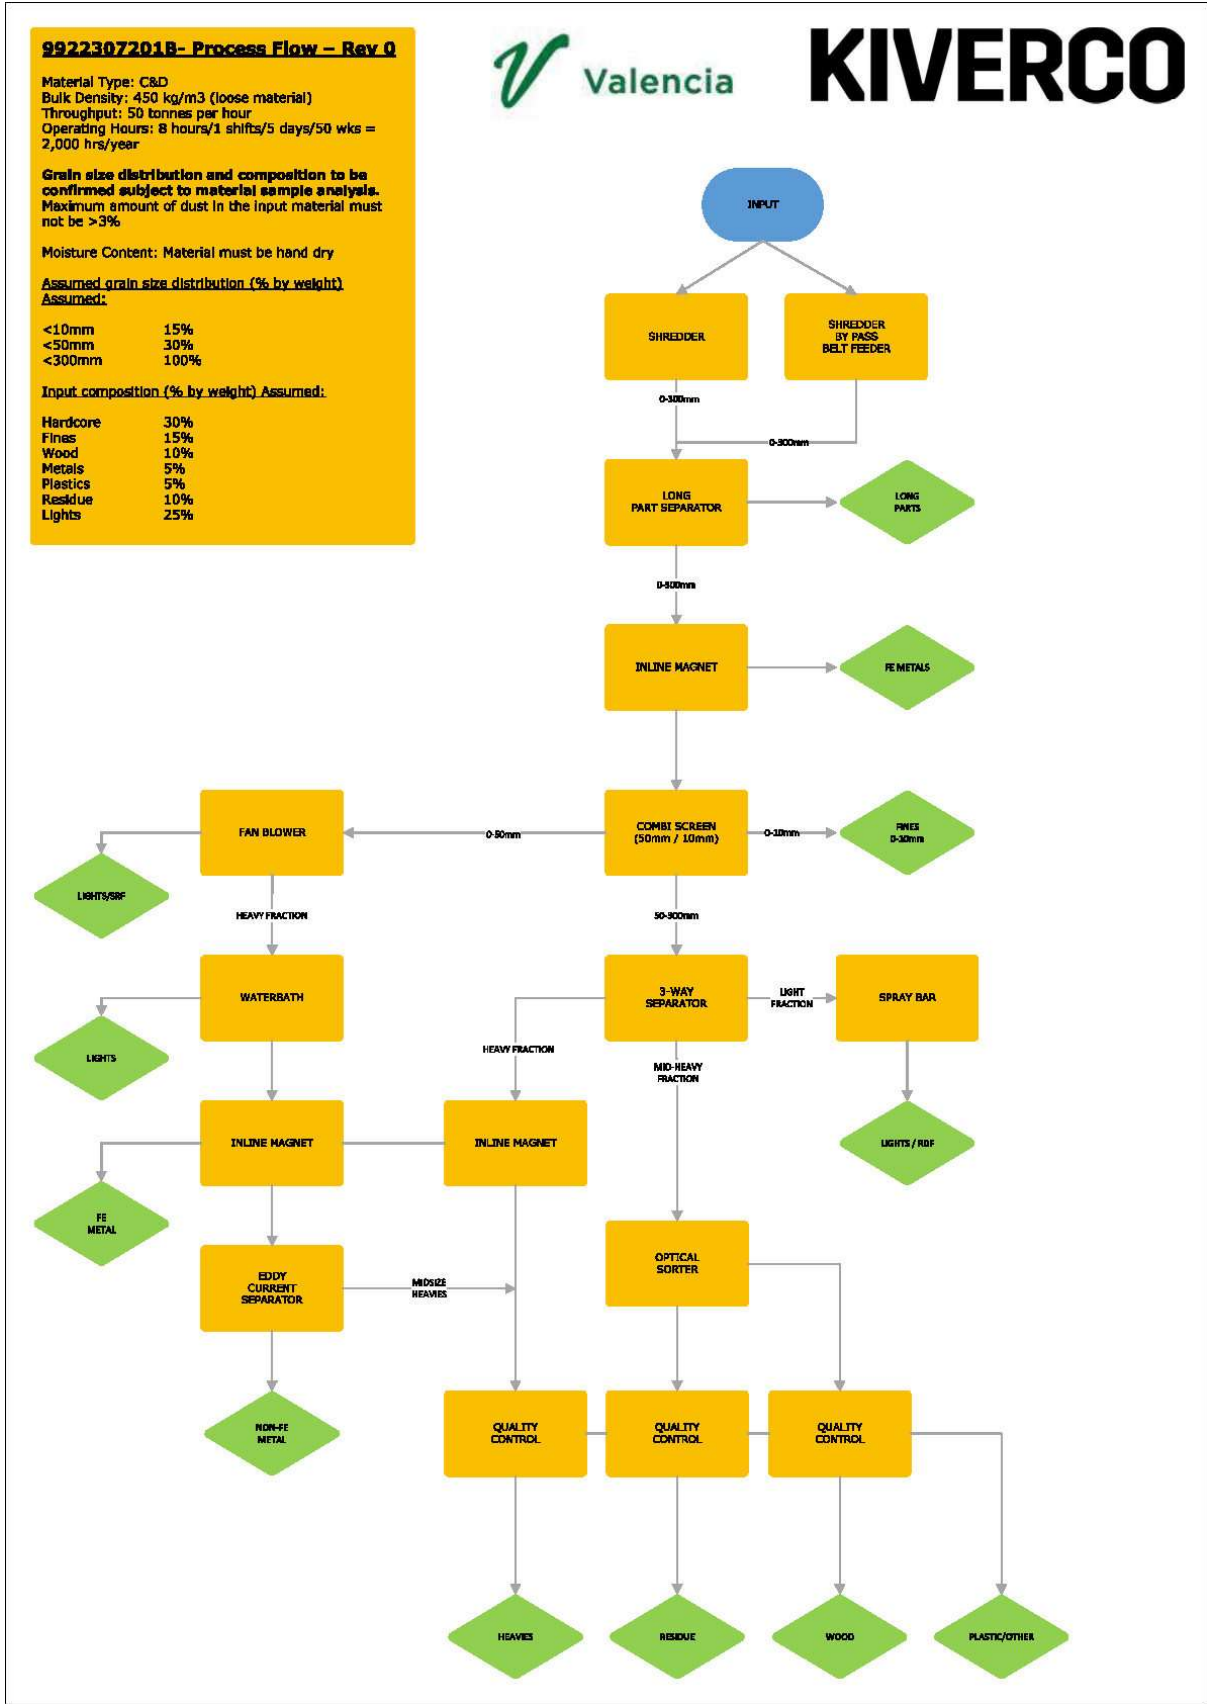 9922307201B- Process Flow – Rev 0
Material Type: C&D
Bulk Density: 450 kg/m3 (loose material)
Throughput: 50 tonnes per hour
Operating Hours: 8 hours/1 shifts/5 days/50 wks =
2,000 hrs/year
Grain size distribution and composition to be
confirmed subject to material sample analysis.
Maximum amount of dust in the input material must
not be >3%
Moisture Content: Material must be hand dry
Assumed grain size distribution (% by weight)
Assumed:
<10mm 15%
<50mm 30%
<300mm 100%
Input composition (% by weight) Assumed:
Hardcore 30%
Fines 15%
Wood 10%
Metals 5%
Plastics 5%
Residue 10%
Lights 25%
V Valencia
KIVERCO
INPUT
SHREDDER
SHREDDER
BY PASS
BELT FEEDER
0-300mm
0-300mm
LONG
PART SEPARATOR
LONG
PARTS
0-300mm
INLINE MAGNET
FE METALS
FAN BLOWER
0-50mm
COMBI SCREEN
(50mm / 10mm)
0-10mm
FINES
0-10mm
LIGHTS/SRF
HEAVY FRACTION
50-300mm
WATERBATH
3-WAY
SEPARATOR
LIGHT
FRACTION
SPRAY BAR
LIGHTS
HEAVY FRACTION
MID-HEAVY
FRACTION
INLINE MAGNET
INLINE MAGNET
LIGHTS / RDF
FE
METAL
OPTICAL
SORTER
EDDY
CURRENT
SEPARATOR
MIDSIZE
HEAVIES
NON-FE
METAL
QUALITY
CONTROL
QUALITY
CONTROL
QUALITY
CONTROL
HEAVIES
RESIDUE
WOOD
PLASTIC/OTHER